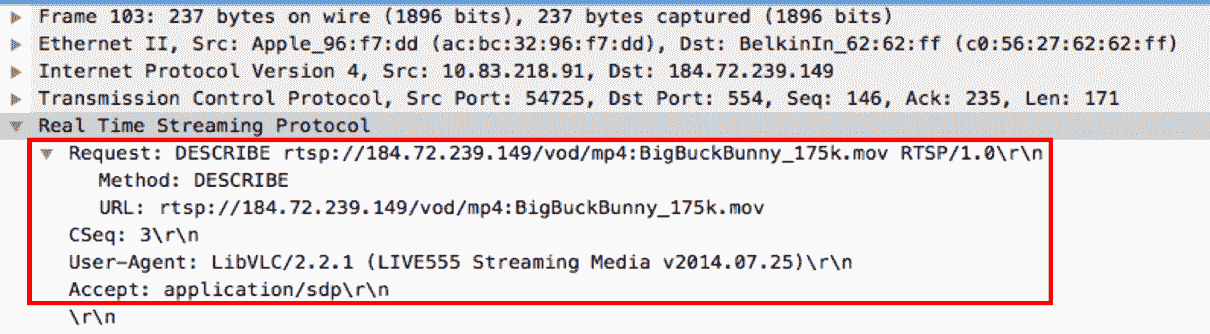 Frame 103: 237 bytes on wire (1896 bits), 237 bytes captured (1896 bits)
Ethernet II, Src: Apple_96:f7:dd (ac:bc:32:96:f7:dd), Dst: BelkinIn_62:62:ff (c0:56:27:62:62:ff)
Internet Protocol Version 4, Src: 10.83.218.91, Dst: 184.72.239.149
Transmission Control Protocol, Src Port: 54725, Dst Port: 554, Seq: 146, Ack: 235, Len: 171
Real Time Streaming Protocol
Request: DESCRIBE rtsp://184.72.239.149/vod/mp4:BigBuckBunny_175k.mov RTSP/1.0\r\n
Method: DESCRIBE
URL: rtsp://184.72.239.149/vod/mp4:BigBuckBunny_175k.mov
CSeq: 3\r\n
User-Agent: LibVLC/2.2.1 (LIVE555 Streaming Media v2014.07.25)\r\n
Accept: application/sdp\r\n
\r\n